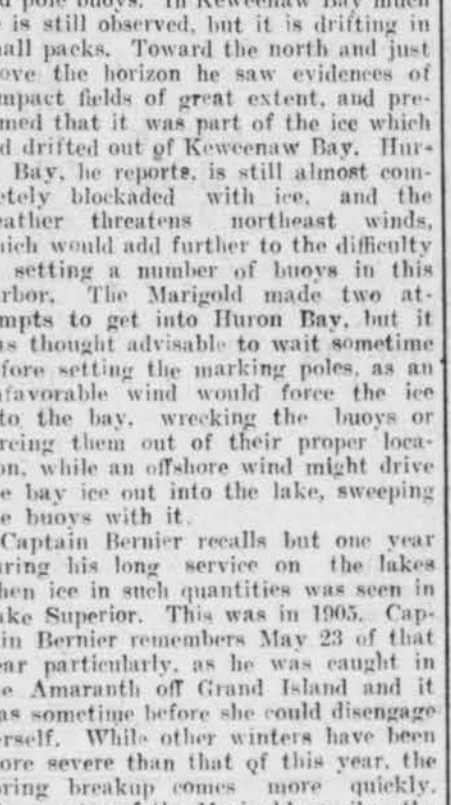 d pole buoys. In Keweenaw Bay much
is still observed, but it is drifting in
all packs. Toward the north and just
ove the horizon he saw evidences of
mpact fields of great extent, and pre-
med that it was part of the ice which
d drifted out of Keweenaw Bay. Hur-
Bay, he reports, is still almost com-
etely blockaded with ice, and the
eather threatens northeast winds,
hich would add further to the difficulty
setting a number of buoys in this
rbor. The Marigold made two at-
mpts to get into Huron Bay, but it
as thought advisable to wait sometime
fore setting the marking poles, as an
nfavorable wind would force the ice
to the bay, wrecking the buoys or
rcing them out of their proper loca-
on, while an offshore wind might drive
e bay ice out into the lake, sweeping
e buoys with it.
Captain Bernier recalls but one year
uring his long service on the lakes
hen ice in such quantities was seen in
ake Superior. This was in 1905. Cap-
in Bernier remembers May 23 of that
ear particularly, as he was caught in
e Amaranth off Grand Island and it
as sometime before she could disengage
erself. While other winters have been
ore severe than that of this year, the
pring breakup comes more quickly.